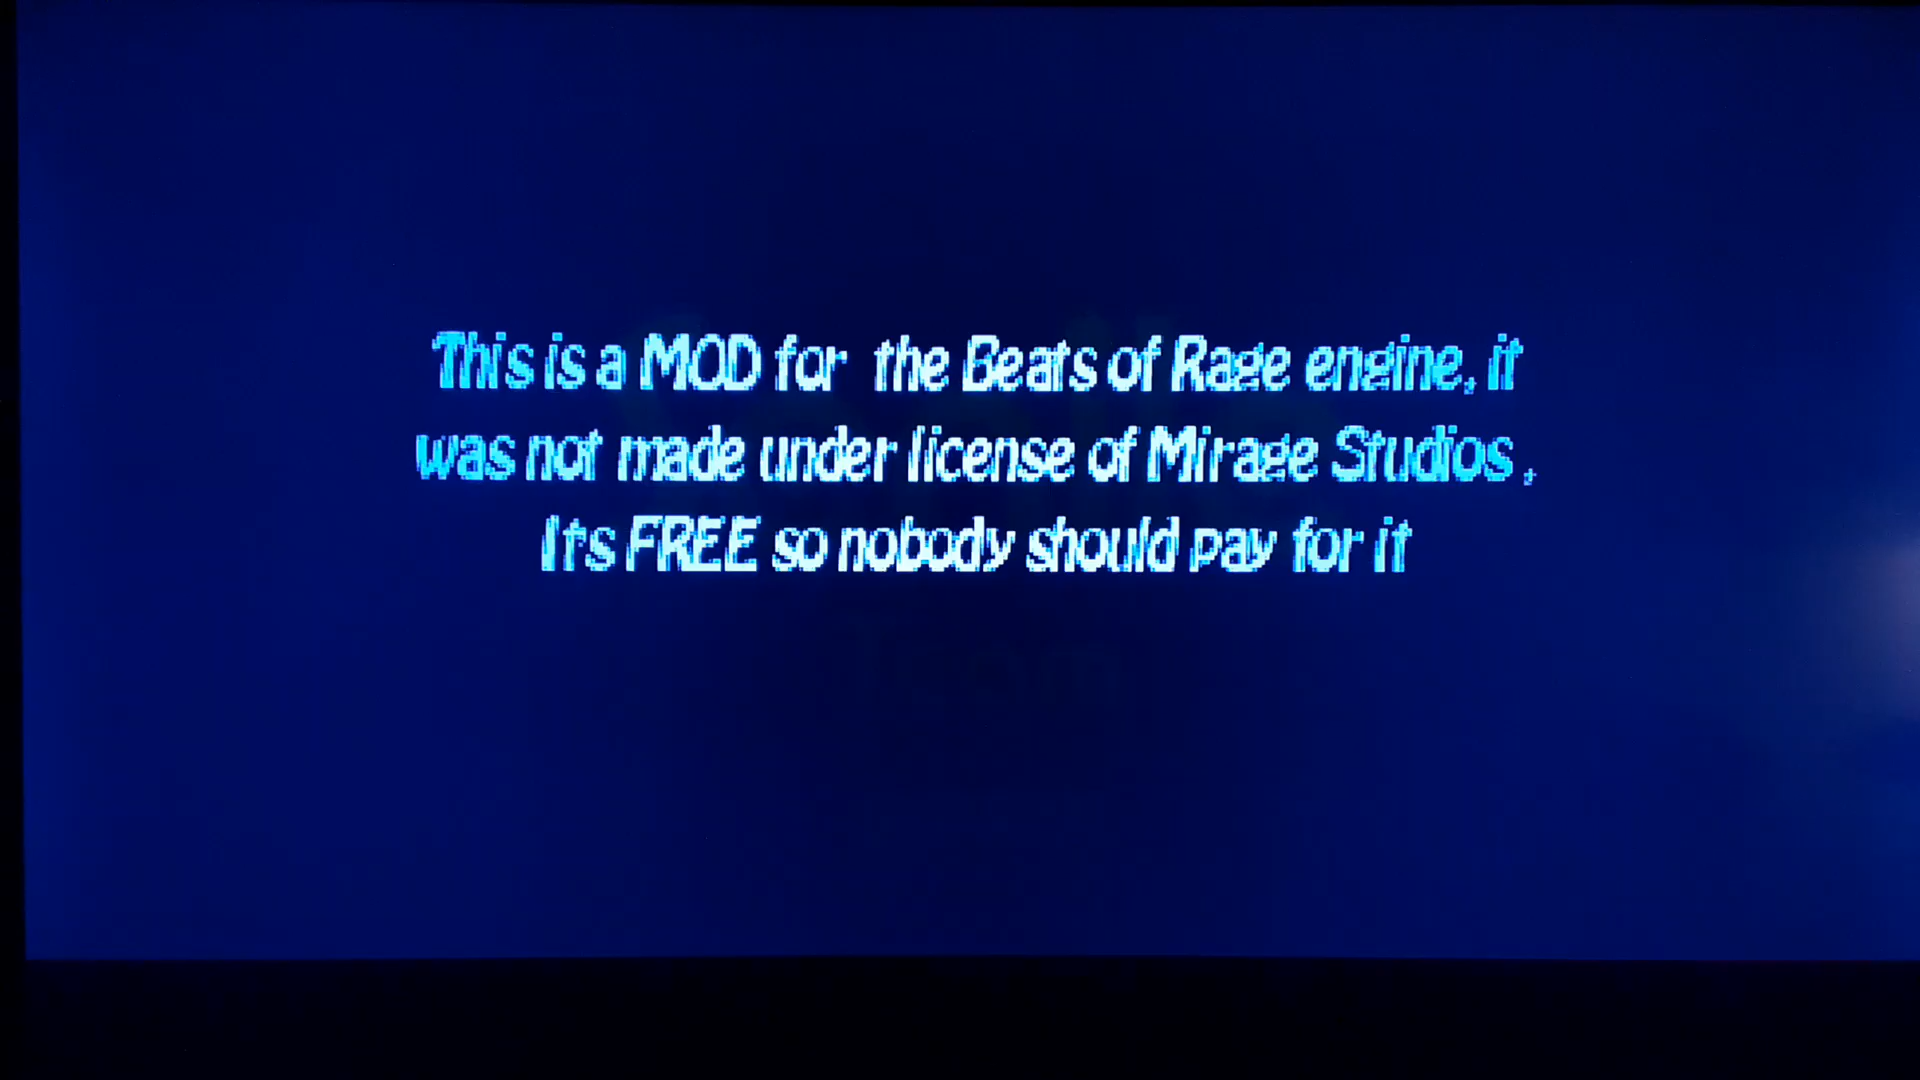 This is a MOD for the Beats of Rage engine, it
was not made under license of Mirage Studios,
It's FREE so nobody should pay for it